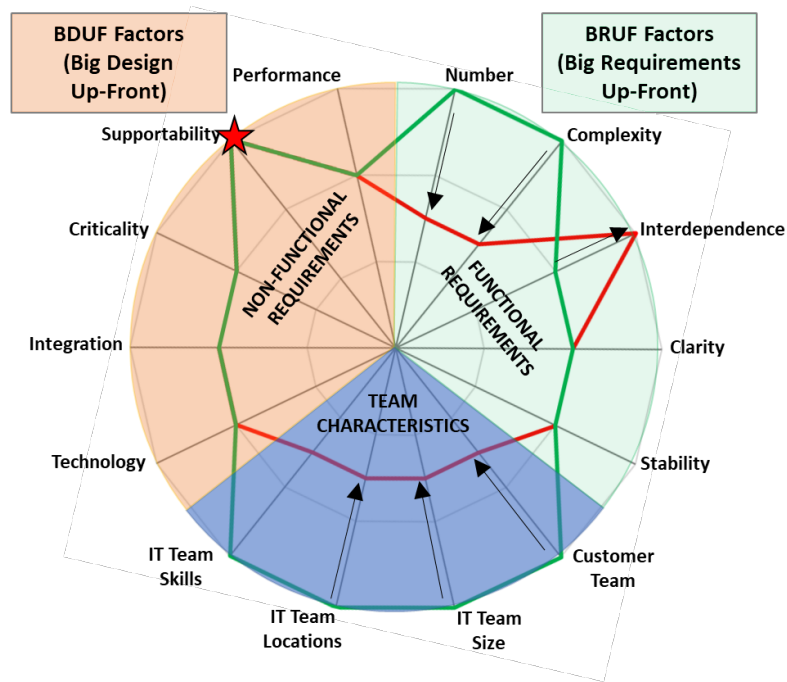 BDUF Factors
(Big Design
Up-Front)
BRUF Factors
(Big Requirements
Up-Front)
Performance
Number
Supportability
Complexity
Criticality
Interdependence
NON-FUNCTIONAL
REQUIREMENTS
FUNCTIONAL
REQUIREMENTS
Integration
Clarity
TEAM
CHARACTERISTICS
Technology
Stability
IT Team
Skills
Customer
Team
IT Team
Locations
IT Team
Size